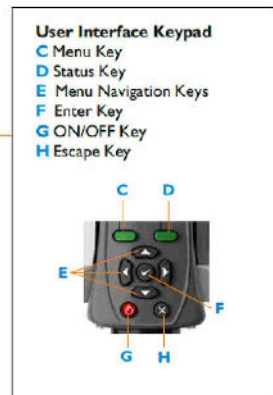 User Interface Keypad
C Menu Key
D Status Key
E Menu Navigation Keys
F Enter Key
G ON/OFF Key
H Escape Key
C D
E
F
G H